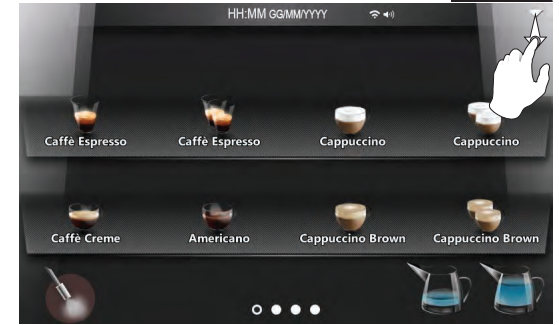 HH:MM GG/MM/YYYY
Caffè Espresso Caffè Espresso Cappuccino Cappuccino
Caffè Creme Americano Cappuccino Brown Cappuccino Brown